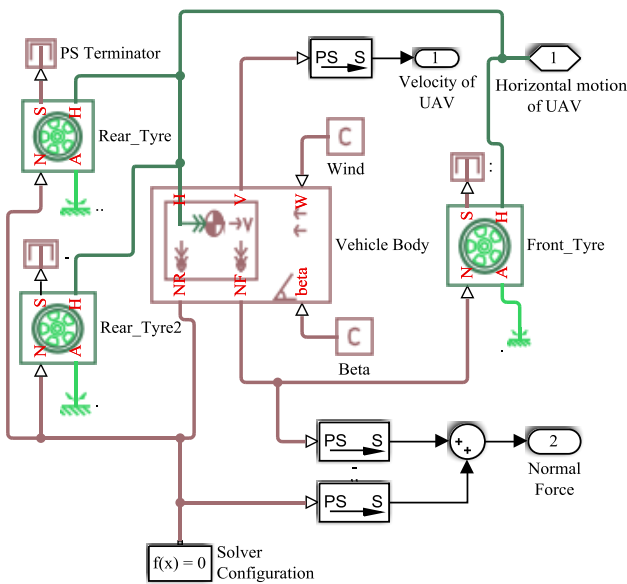 PS Terminator
S H
N A
Rear_Tyre
..
PS S
1
Velocity of
UAV
1
Horizontal motion
of UAV
C
Wind
H V W
V
NR NF beta
Vehicle Body
:
S H
N A
Front_Tyre
.
-
S H
N A
Rear_Tyre2
.
C
Beta
PS S
-
..
PS S
+
+
2
Normal
Force
f(x) = 0
Solver
Configuration